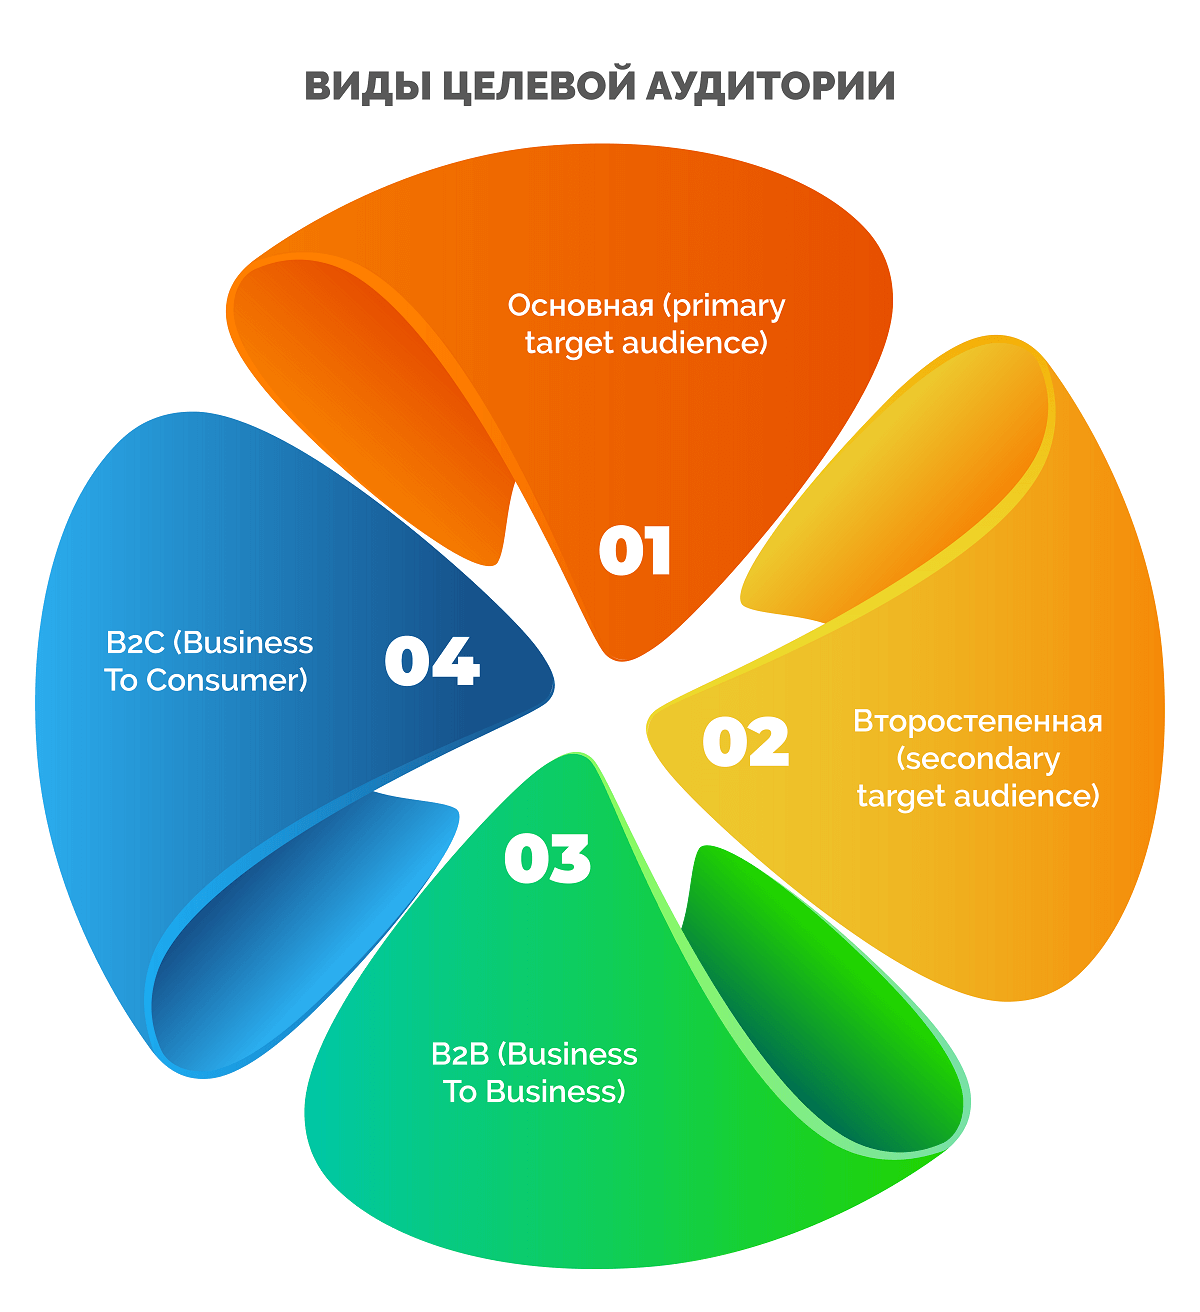 ВИДЫ ЦЕЛЕВОЙ АУДИТОРИИ
Основная (primary
target audience)
01
02
Второстепенная
(secondary
target audience)
03
B2B (Business
To Business)
04
B2C (Business
To Consumer)